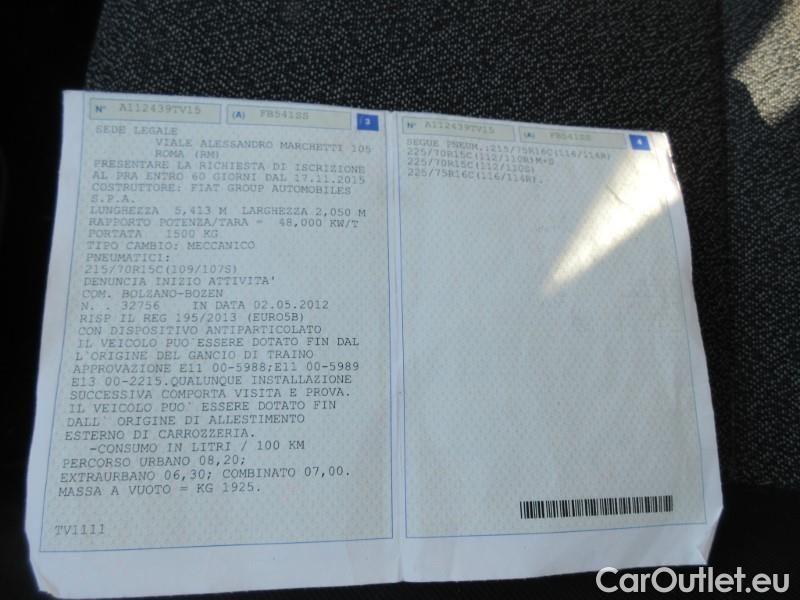 N° A112439TV15 (A) FB541SS 3
SEDE LEGALE
VIALE ALESSANDRO MARCHETTI 105
ROMA (RM)
PRESENTARE LA RICHIESTA DI ISCRIZIONE
AL PRA ENTRO 60 GIORNI DAL 17.11.2015
COSTRUTTORE: FIAT GROUP AUTOMOBILES
S.P.A.
LUNGHEZZA 5,413 M LARGHEZZA 2,050 M
RAPPORTO POTENZA/TARA = 48,000 KW/T
PORTATA 1500 KG
TIPO CAMBIO: MECCANICO
PNEUMATICI:
215/70R15C(109/107S)
DENUNCIA INIZIO ATTIVITA'
COM. BOLZANO-BOZEN
N. . 32756 IN DATA 02.05.2012
RISP IL REG 195/2013 (EURO5B)
CON DISPOSITIVO ANTIPARTICOLATO
IL VEICOLO PUO`ESSERE DOTATO FIN DAL
L`ORIGINE DEL GANCIO DI TRAINO
APPROVAZIONE E11 00-5988;E11 00-5989
E13 00-2215.QUALUNQUE INSTALLAZIONE
SUCCESSIVA COMPORTA VISITA E PROVA.
IL VEICOLO PUO` ESSERE DOTATO FIN
DALL` ORIGINE DI ALLESTIMENTO
ESTERNO DI CARROZZERIA.
-CONSUMO IN LITRI / 100 KM
PERCORSO URBANO 08,20;
EXTRAURBANO 06,30; COMBINATO 07,00.
MASSA A VUOTO = KG 1925.
TV1111
N° A112439TV15 (A) FB541SS 4
SEGUE PNEUM.:215/75R16C(116/114R)
225/70R15C(112/110R)M+S
225/70R15C(112/110S)
225/75R16C(116/114R).
CarOutlet.eu